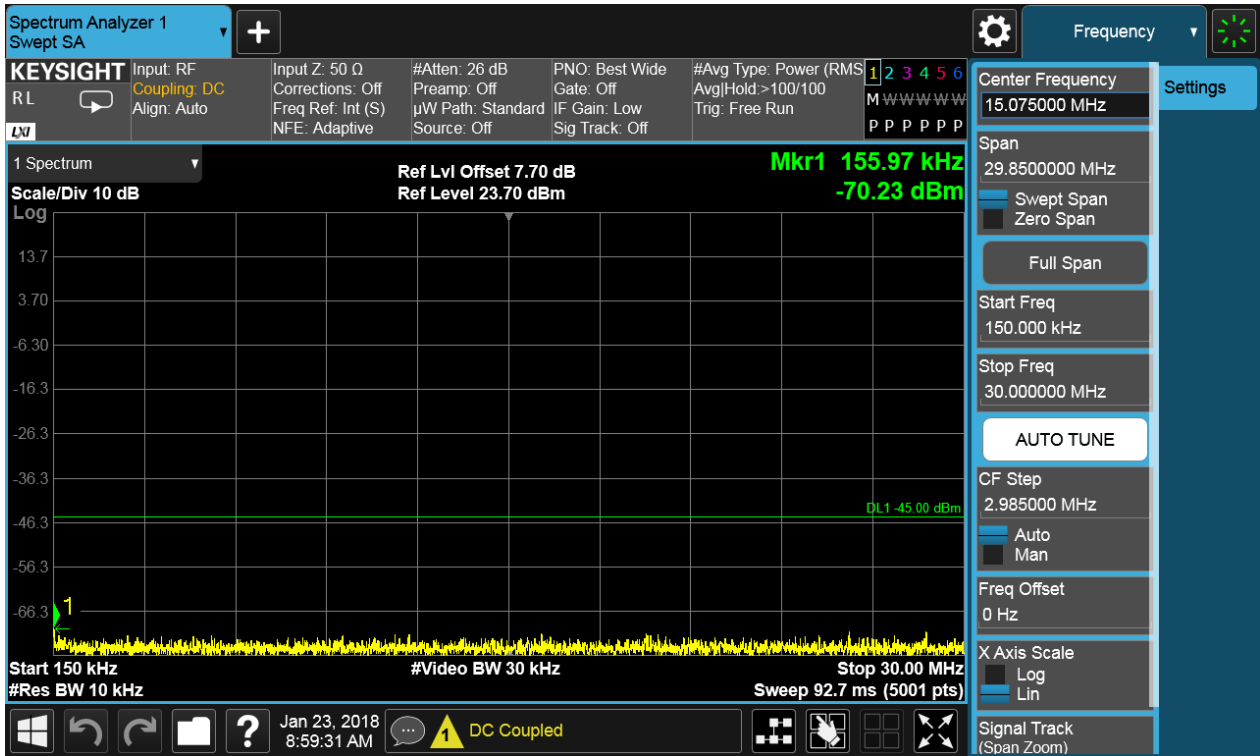 Spectrum Analyzer 1
Swept SA
+
Frequency
KEYSIGHT
RL
LXI
Input: RF
Coupling: DC
Align: Auto
Input Z: 50 Ω
Corrections: Off
Freq Ref: Int (S)
NFE: Adaptive
#Atten: 26 dB
Preamp: Off
µW Path: Standard
Source: Off
PNO: Best Wide
Gate: Off
IF Gain: Low
Sig Track: Off
#Avg Type: Power (RMS
Avg|Hold:>100/100
Trig: Free Run
1 2 3 4 5 6
M W W W W W
P P P P P P
1 Spectrum
Scale/Div 10 dB
Log
Ref Lvl Offset 7.70 dB
Ref Level 23.70 dBm
Mkr1 155.97 kHz
-70.23 dBm
13.7
3.70
-6.30
-16.3
-26.3
-36.3
-46.3
-56.3
-66.3
DL1 -45.00 dBm
1
Start 150 kHz
#Video BW 30 kHz
Stop 30.00 MHz
#Res BW 10 kHz
Sweep 92.7 ms (5001 pts)
Center Frequency
15.075000 MHz
Span
29.8500000 MHz
Swept Span
Zero Span
Full Span
Start Freq
150.000 kHz
Stop Freq
30.000000 MHz
AUTO TUNE
CF Step
2.985000 MHz
Auto
Man
Freq Offset
0 Hz
X Axis Scale
Log
Lin
Signal Track
(Span Zoom)
Settings
?
Jan 23, 2018
8:59:31 AM
1
DC Coupled